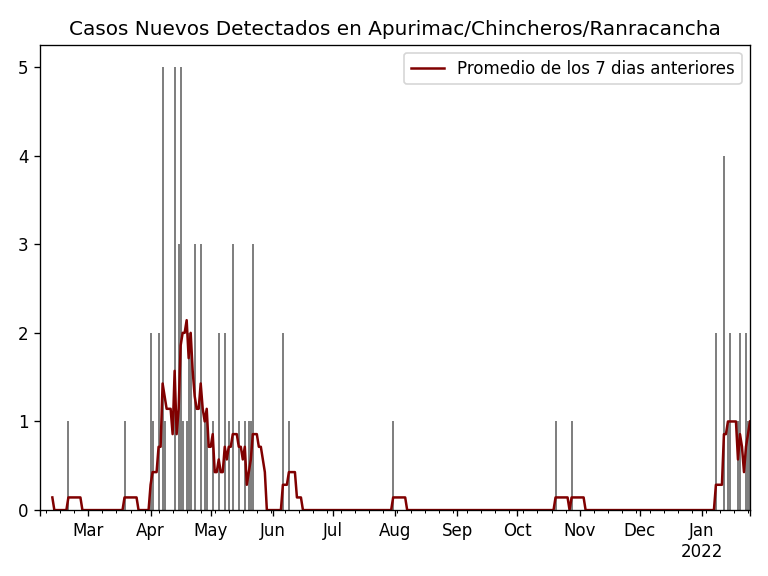 Casos Nuevos Detectados en Apurimac/Chincheros/Ranracancha
Promedio de los 7 dias anteriores
5
4
3
2
1
0
Mar Apr May Jun Jul Aug Sep Oct Nov Dec Jan
2022